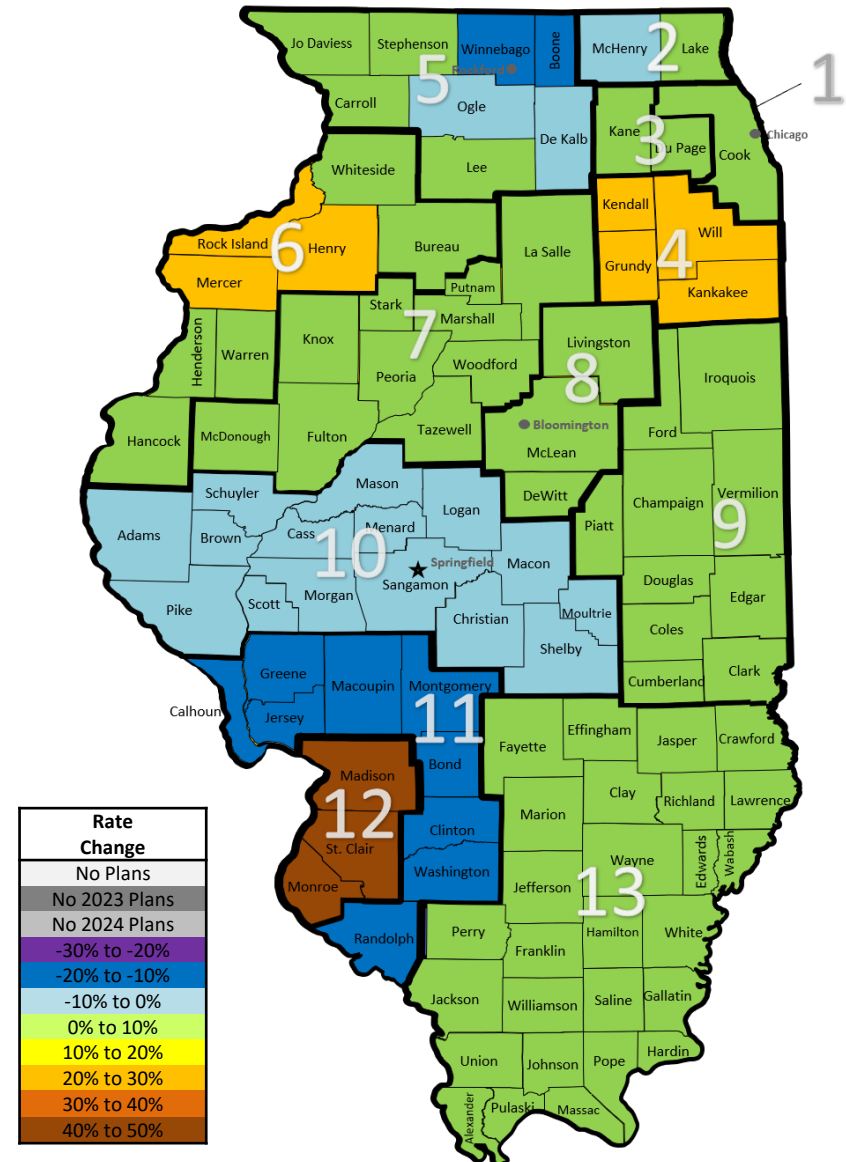 Jo Daviess
Stephenson
Winnebago
Boone
McHenry
2
Lake
1
Rockford
5
Carroll
Ogle
De Kalb
Kane
3
Du Page
Cook
Chicago
Whiteside
Lee
Kendall
Rock Island
6
Henry
Bureau
La Salle
4
Will
Mercer
Grundy
Putnam
Kankakee
Stark
Marshall
Henderson
Warren
Knox
7
Livingston
Peoria
Woodford
8
Iroquois
Hancock
McDonough
Fulton
Tazewell
Bloomington
McLean
Ford
Schuyler
Mason
Logan
DeWitt
Champaign
Vermilion
Adams
Brown
Cass
Menard
Piatt
9
10
Springfield
Macon
Sangamon
Douglas
Pike
Scott
Morgan
Christian
Moultrie
Edgar
Coles
Shelby
Greene
Macoupin
Montgomery
Cumberland
Clark
Calhoun
Jersey
11
Fayette
Effingham
Jasper
Crawford
Madison
Bond
Clay
Richland
Lawrence
12
Marion
Clinton
St. Clair
Wayne
Edwards
Wabash
Washington
Monroe
Jefferson
13
Randolph
Perry
Hamilton
White
Franklin
Jackson
Williamson
Saline
Gallatin
Union
Johnson
Pope
Hardin
Alexander
Pulaski
Massac
Rate
Change
No Plans
No 2023 Plans
No 2024 Plans
-30% to -20%
-20% to -10%
-10% to 0%
0% to 10%
10% to 20%
20% to 30%
30% to 40%
40% to 50%